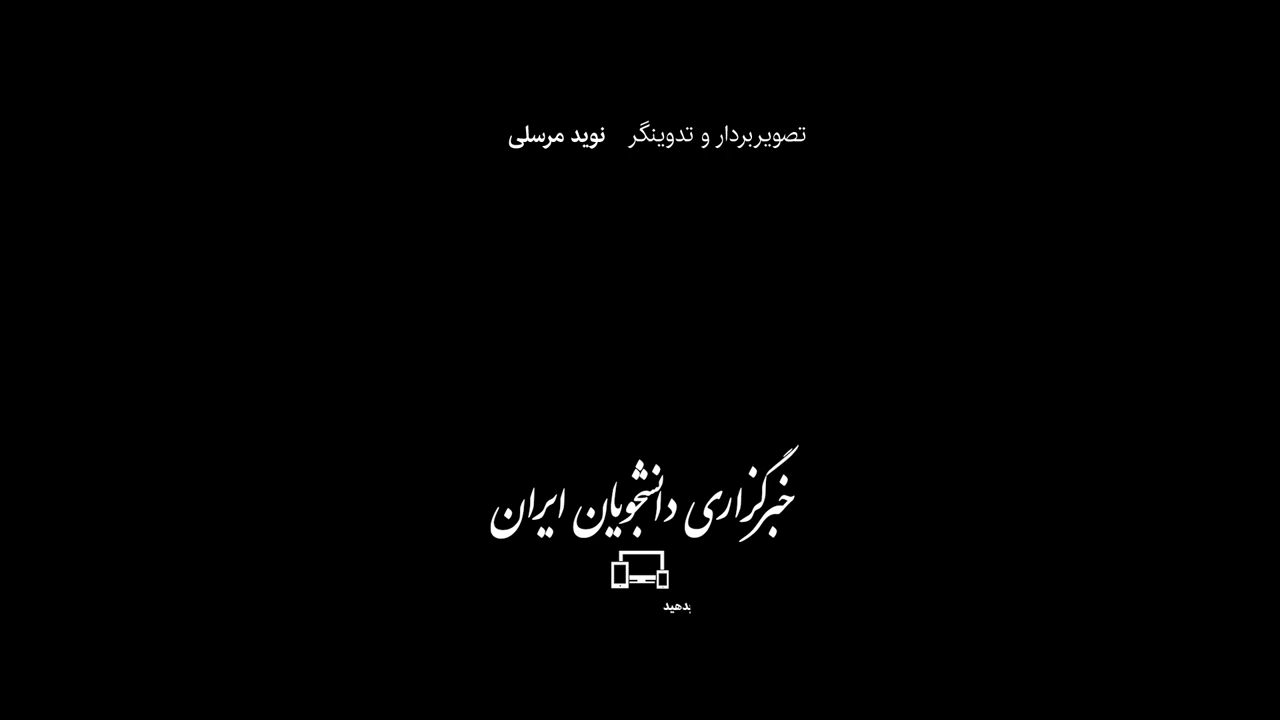 تصویربردار و تدوینگر نوید مرسلی
خبرگزاری دانشجویان ایران
بدهید